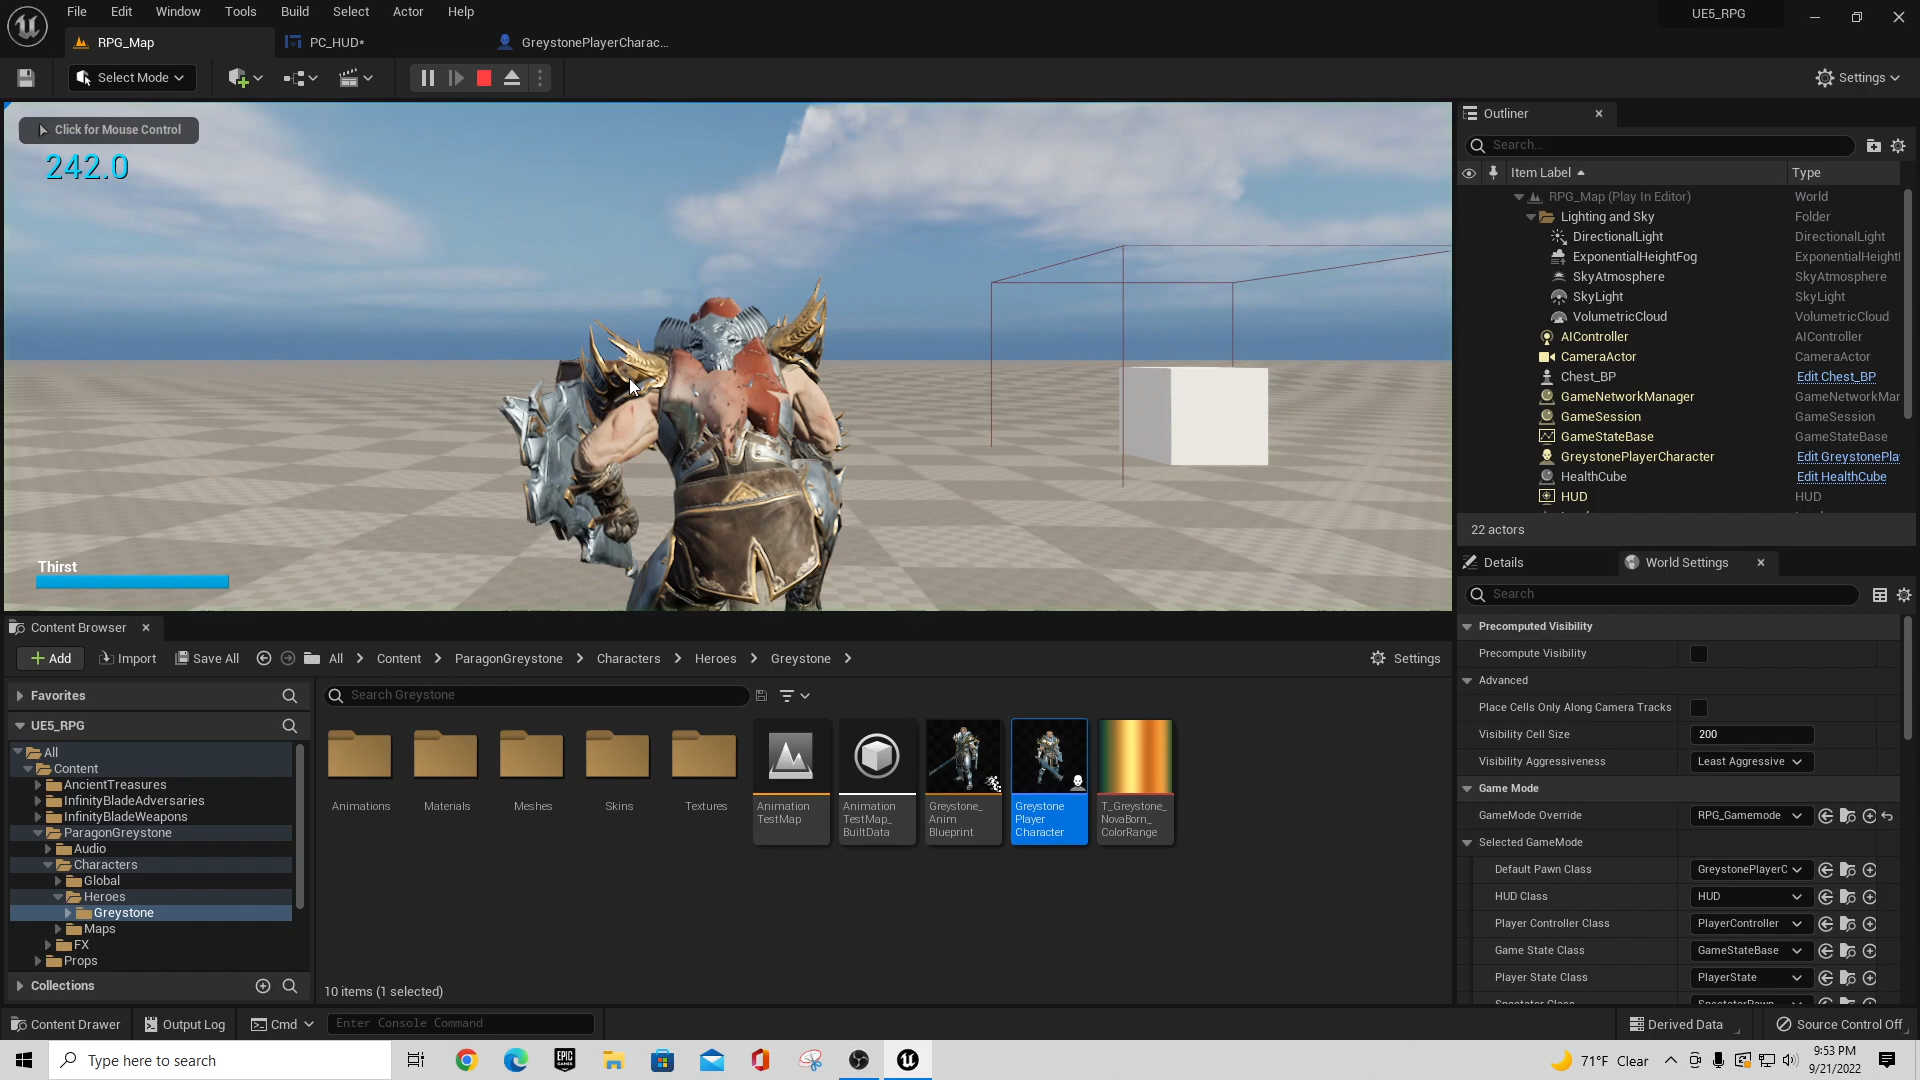 File Edit Window Tools Build Select Actor Help
UE5_RPG
RPG_Map
PC_HUD*
GreystonePlayerCharac...
Select Mode
Settings
Click for Mouse Control
242.0
Thirst
Outliner
Search...
Item Label
Type
RPG_Map (Play In Editor) World
Lighting and Sky Folder
DirectionalLight DirectionalLight
ExponentialHeightFog ExponentialHeightl
SkyAtmosphere SkyAtmosphere
SkyLight SkyLight
VolumetricCloud VolumetricCloud
AIController AIController
CameraActor CameraActor
Chest_BP Edit Chest_BP
GameNetworkManager GameNetworkMar
GameSession GameSession
GameStateBase GameStateBase
GreystonePlayerCharacter Edit GreystonePla
HealthCube Edit HealthCube
HUD HUD
22 actors
Details
World Settings
Search
Precomputed Visibility
Precompute Visibility
Advanced
Place Cells Only Along Camera Tracks
Visibility Cell Size 200
Visibility Aggressiveness Least Aggressive
Game Mode
GameMode Override RPG_Gamemode
Selected GameMode
Default Pawn Class GreystonePlayerC
HUD Class HUD
Player Controller Class PlayerController
Game State Class GameStateBase
Player State Class PlayerState
Content Browser
Add Import Save All All Content ParagonGreystone Characters Heroes Greystone Settings
Favorites
UE5_RPG
All
Content
AncientTreasures
InfinityBladeAdversaries
InfinityBladeWeapons
ParagonGreystone
Audio
Characters
Global
Heroes
Greystone
Maps
FX
Props
Collections
Search Greystone
Animations
Materials
Meshes
Skins
Textures
Animation
TestMap
Animation
TestMap_
BuiltData
Greystone_
Anim
Blueprint
Greystone
Player
Character
T_Greystone_
NovaBorn_
ColorRange
10 items (1 selected)
Content Drawer Output Log Cmd Enter Console Command Derived Data Source Control Off
Type here to search
EPIC
GAMES
71°F Clear
9:53 PM
9/21/2022